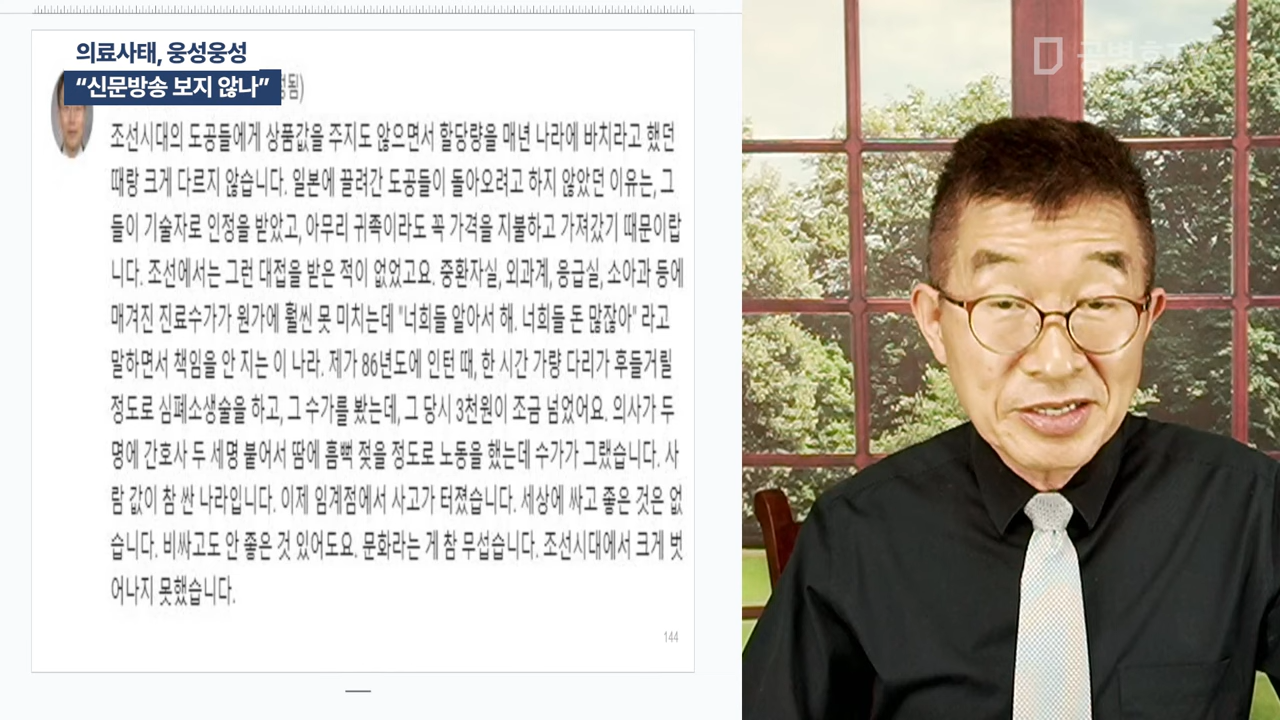 의료사태, 웅성웅성
“신문방송 보지 않나”
됨)
조선시대의 도공들에게 상품값을 주지도 않으면서 할당량을 매년 나라에 바치라고 했던
때랑 크게 다르지 않습니다. 일본에 끌려간 도공들이 돌아오려고 하지 않았던 이유는, 그
들이 기술자로 인정을 받았고, 아무리 귀족이라도 꼭 가격을 지불하고 가져갔기 때문이랍
니다. 조선에서는 그런 대접을 받은 적이 없었고요. 중환자실, 외과계, 응급실, 소아과 등에
매겨진 진료수가가 원가에 훨씬 못 미치는데 "너희들 알아서 해. 너희들 돈 많잖아" 라고
말하면서 책임을 안 지는 이 나라. 제가 86년도에 인턴 때, 한 시간 가량 다리가 후들거릴
정도로 심폐소생술을 하고, 그 수가를 봤는데, 그 당시 3천원이 조금 넘었어요. 의사가 두
명에 간호사 두 세명 붙어서 땀에 흠뻑 젖을 정도로 노동을 했는데 수가가 그랬습니다. 사
람 값이 참 싼 나라입니다. 이제 임계점에서 사고가 터졌습니다. 세상에 싸고 좋은 것은 없
습니다. 비싸고도 안 좋은 것 있어도요. 문화라는 게 참 무섭습니다. 조선시대에서 크게 벗
어나지 못했습니다.
144